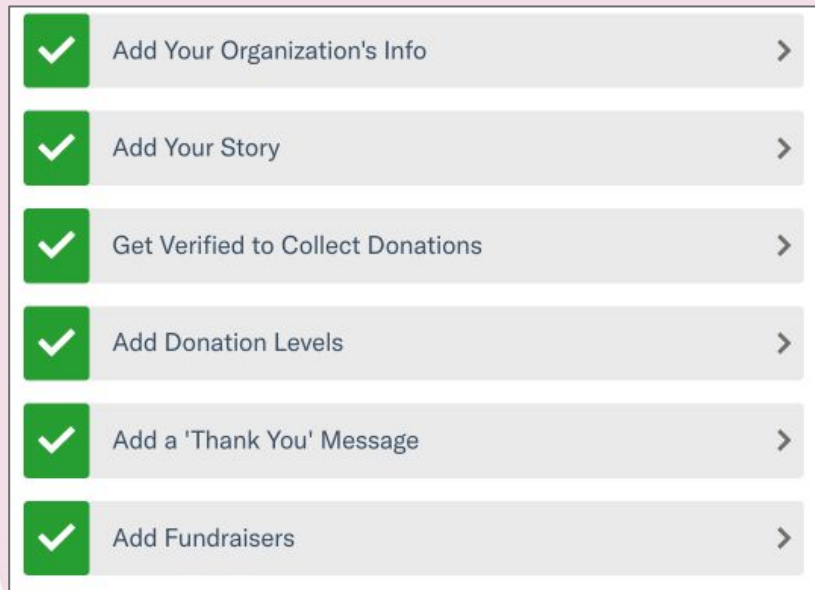 Add Your Organization's Info
Add Your Story
Get Verified to Collect Donations
Add Donation Levels
Add a 'Thank You' Message
Add Fundraisers